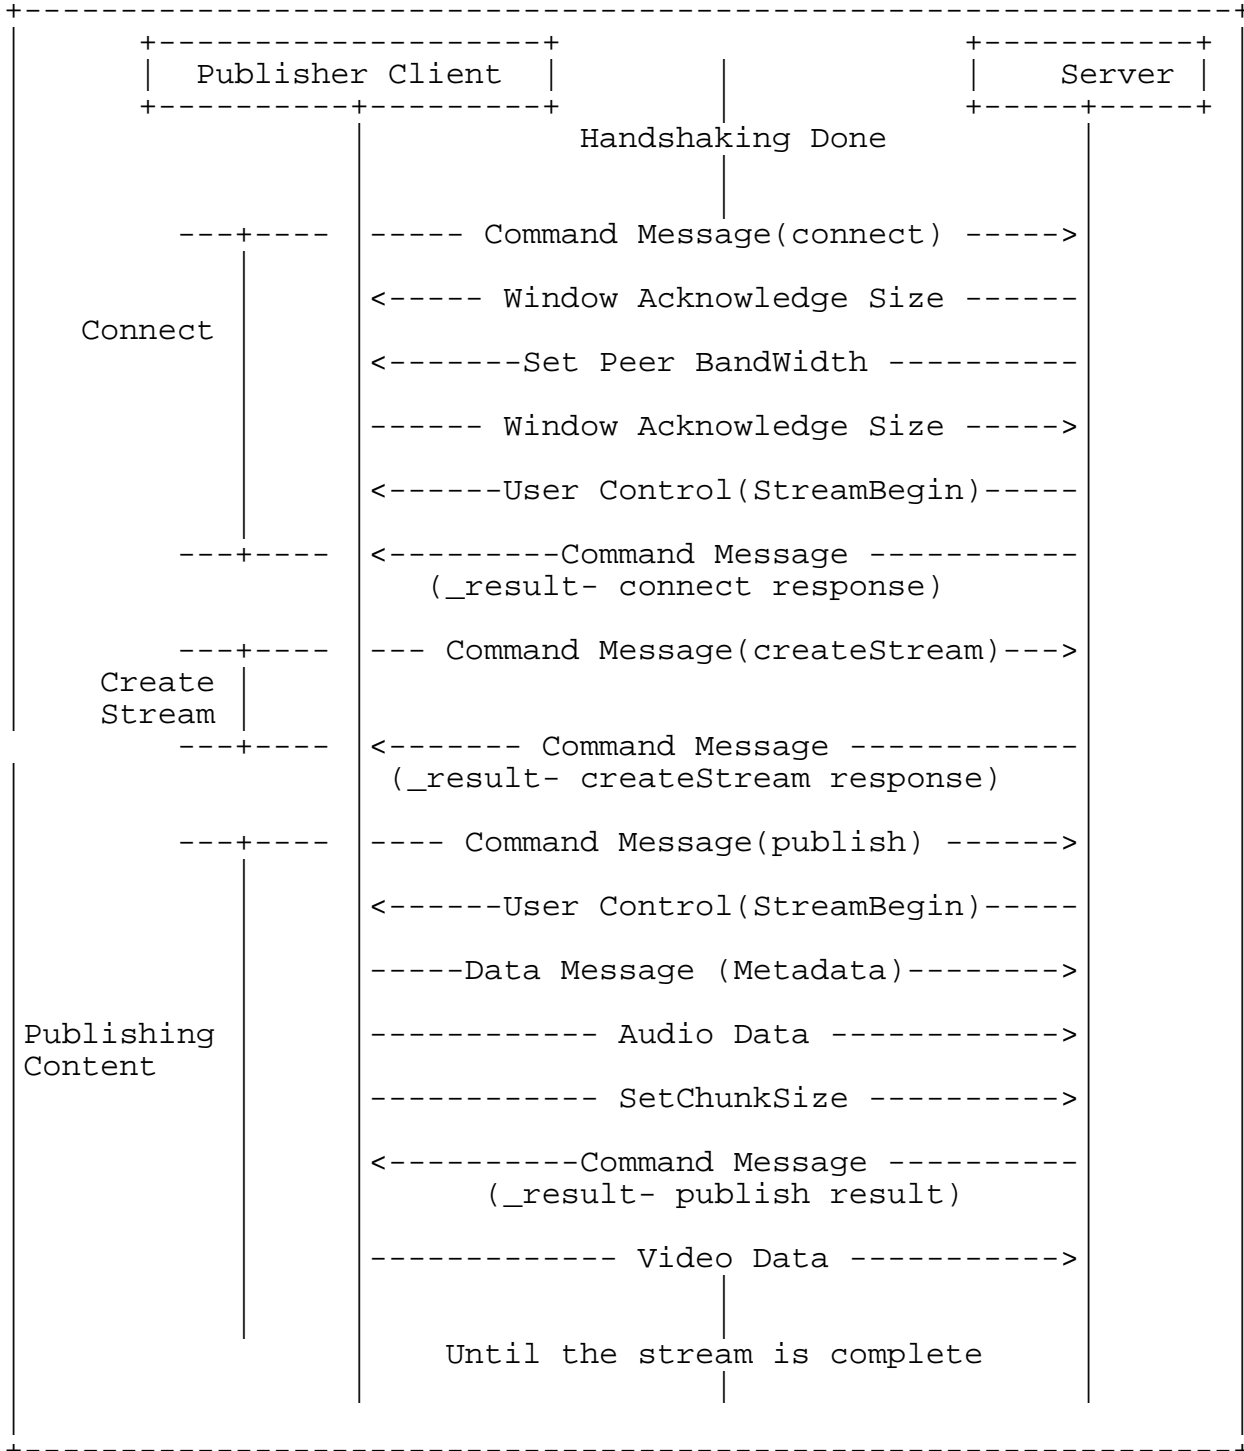 Publisher Client Server
Handshaking Done
Command Message(connect)
Window Acknowledge Size
Connect
Set Peer BandWidth
Window Acknowledge Size
User Control(StreamBegin)
Command Message
(_result- connect response)
Command Message(createStream)
Create
Stream
Command Message
(_result- createStream response)
Command Message(publish)
User Control(StreamBegin)
Data Message (Metadata)
Publishing Audio Data
Content
SetChunkSize
Command Message
(_result- publish result)
Video Data
Until the stream is complete